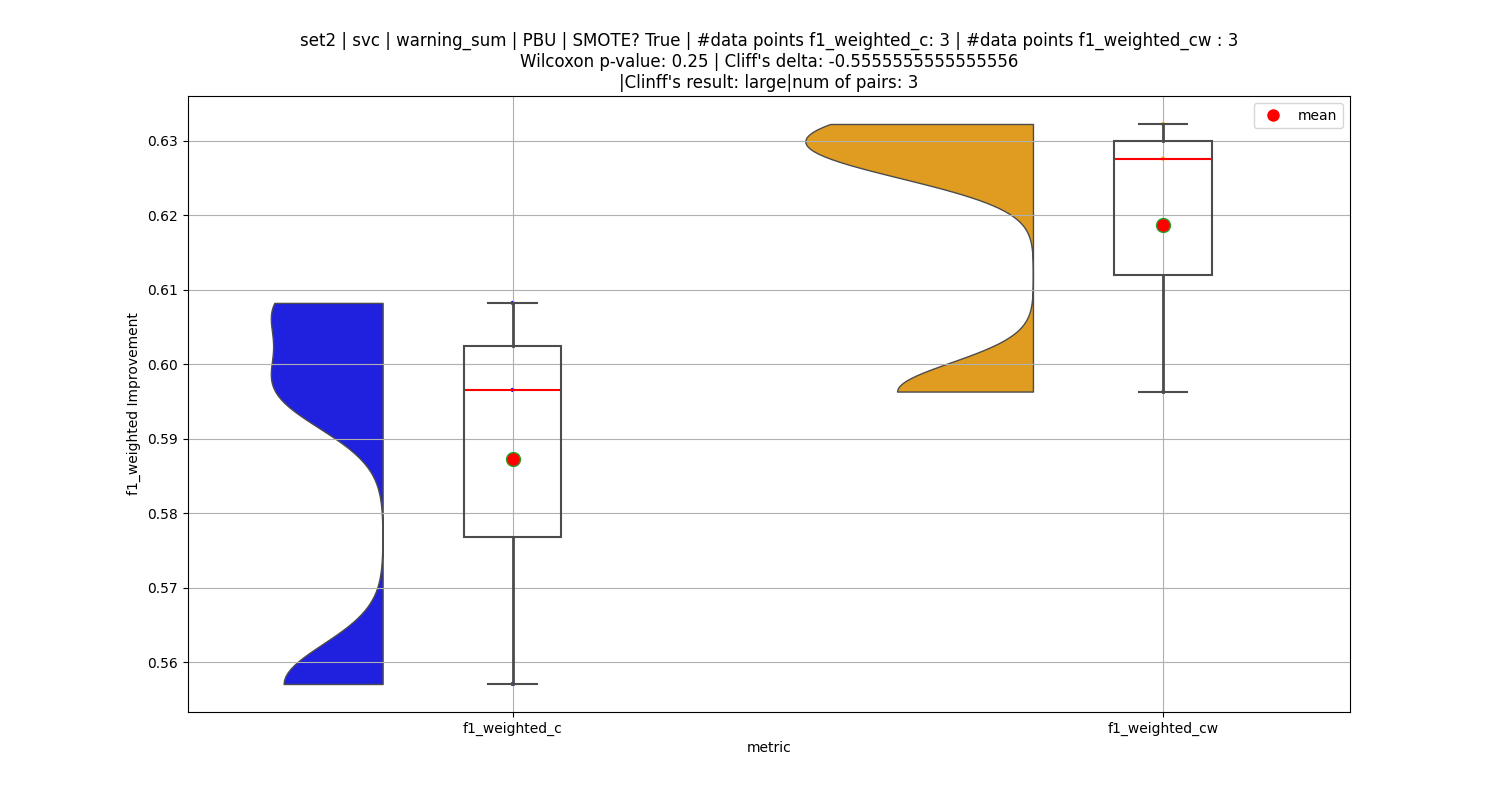 set2 | svc | warning_sum | PBU | SMOTE? True | #data points f1_weighted_c: 3 | #data points f1_weighted_cw : 3
Wilcoxon p-value: 0.25 | Cliff's delta: -0.5555555555555556
|Clinff's result: large|num of pairs: 3
mean
0.63
0.62
0.61
0.60
0.59
0.58
0.57
0.56
f1_weighted Improvement
f1_weighted_c
f1_weighted_cw
metric